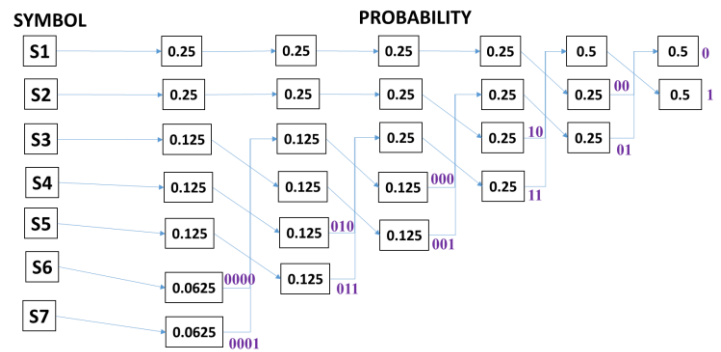 SYMBOL PROBABILITY
S1 0.25 0.25 0.25 0.25 0.5 0.5 0
S2 0.25 0.25 0.25 0.25 0.25 00 0.5 1
S3 0.125 0.125 0.25 0.25 10 0.25 01
S4 0.125 0.125 0.125 000 0.25 11
S5 0.125 0.125 010 0.125 001
S6 0.0625 0000 0.125 011
S7 0.0625 0001